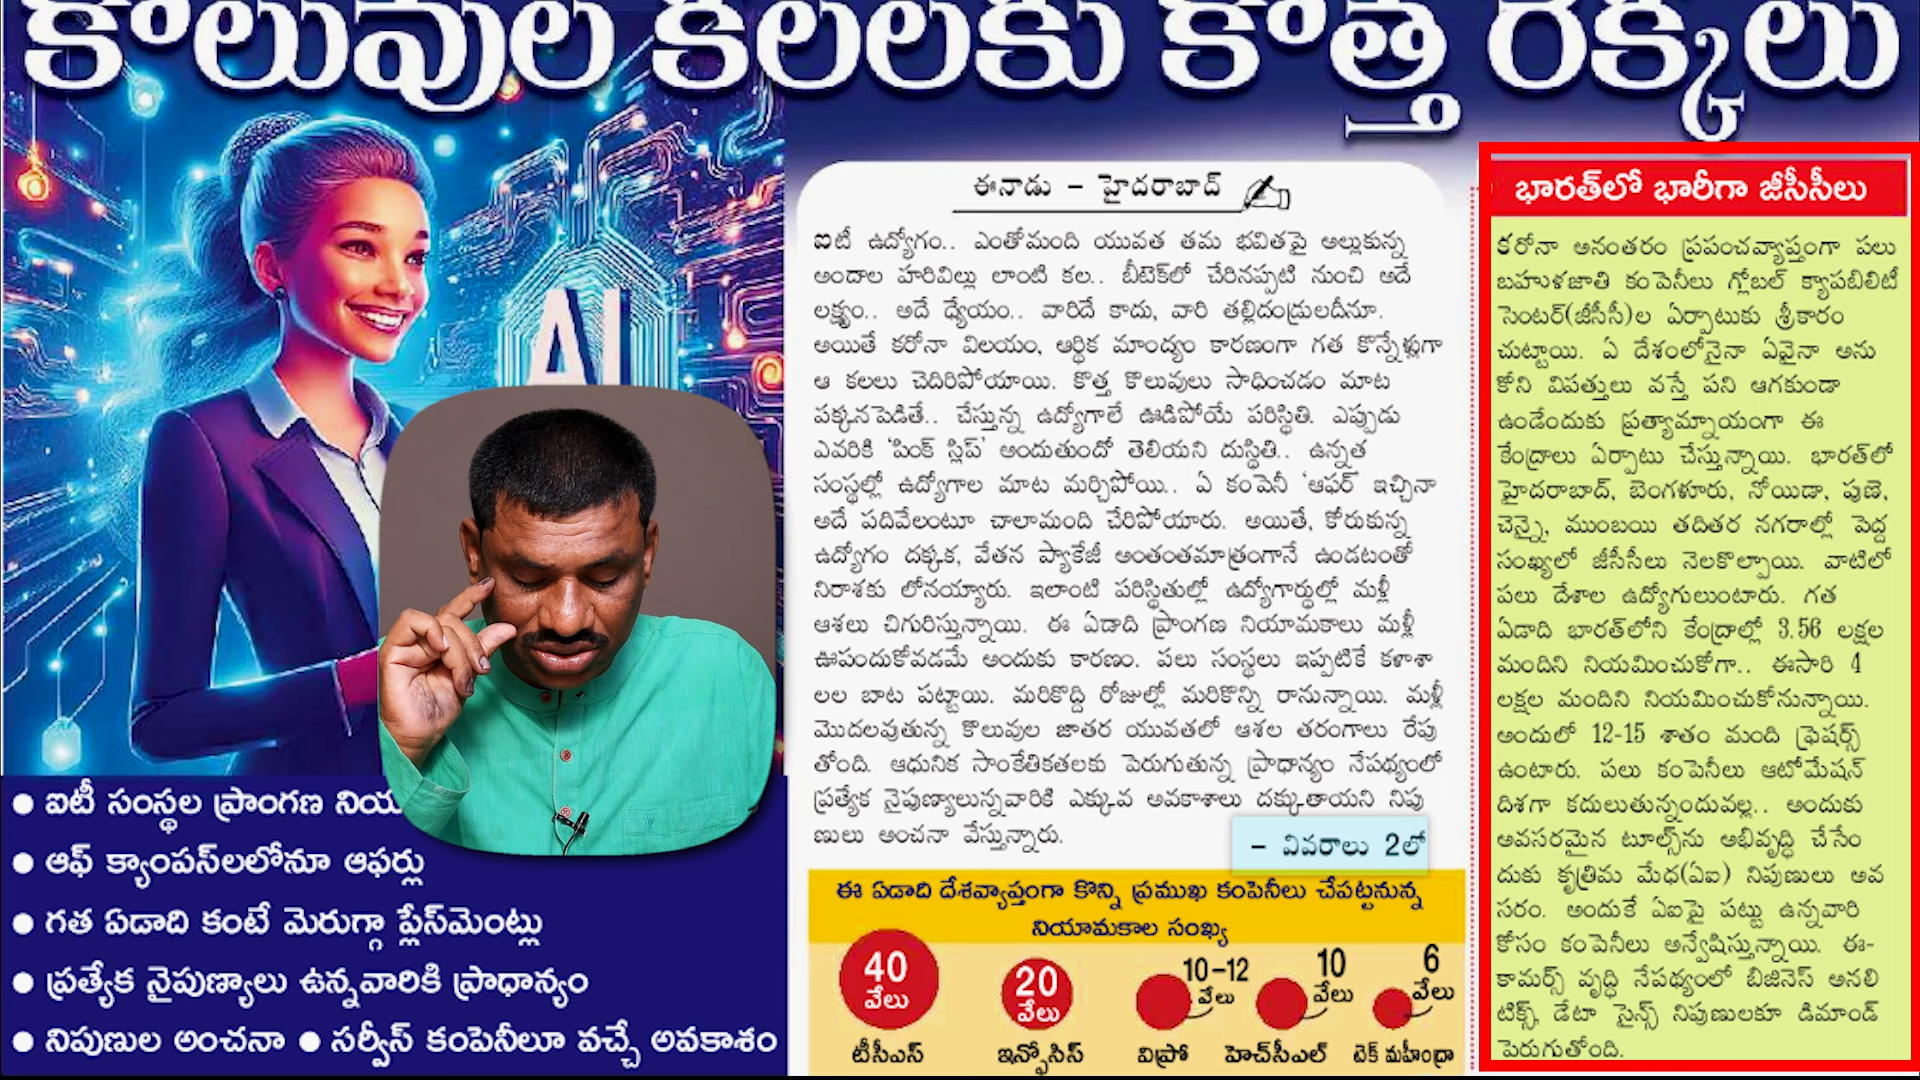 కొలువుల కలలకు కొత్త రెక్కలు
AI
ఐటీ సంస్థల ప్రాంగణ
● ఆఫ్ క్యాంపస్‌లలోనూ ఆఫర్లు
● గత ఏడాది కంటే మెరుగ్గా ప్లేస్‌మెంట్లు
● ప్రత్యేక నైపుణ్యాలు ఉన్నవారికి ప్రాధాన్యం
● నిపుణుల అంచనా ● సర్వీస్ కంపెనీలూ వచ్చే అవకాశం
ఈనాడు - హైదరాబాద్
ఐటీ ఉద్యోగం.. ఎంతోమంది యువత తమ భవితపై అల్లుకున్న
అందాల హరివిల్లు లాంటి కల.. బీటెక్‌లో చేరినప్పటి నుంచి అదే
లక్ష్యం.. అదే ధ్యేయం.. వారిదే కాదు, వారి తల్లిదండ్రులదీనూ.
అయితే కరోనా విలయం, ఆర్థిక మాంద్యం కారణంగా గత కొన్నేళ్లుగా
ఆ కలలు చెదిరిపోయాయి. కొత్త కొలువులు సాధించడం మాట
పక్కనపెడితే.. చేస్తున్న ఉద్యోగాలే ఊడిపోయే పరిస్థితి. ఎప్పుడు
ఎవరికి ‘పింక్ స్లిప్’ అందుతుందో తెలియని దుస్థితి.. ఉన్నత
సంస్థల్లో ఉద్యోగాల మాట మర్చిపోయి.. ఏ కంపెనీ ‘ఆఫర్’ ఇచ్చినా
అదే పదివేలంటూ చాలామంది చేరిపోయారు. అయితే, కోరుకున్న
ఉద్యోగం దక్కక, వేతన ప్యాకేజీ అంతంతమాత్రంగానే ఉండటంతో
నిరాశకు లోనయ్యారు. ఇలాంటి పరిస్థితుల్లో ఉద్యోగార్థుల్లో మళ్లీ
ఆశలు చిగురిస్తున్నాయి. ఈ ఏడాది ప్రాంగణ నియామకాలు మళ్లీ
ఊపందుకోవడమే అందుకు కారణం. పలు సంస్థలు ఇప్పటికే కళాశా
లల బాట పట్టాయి. మరికొద్ది రోజుల్లో మరికొన్ని రానున్నాయి. మళ్లీ
మొదలవుతున్న కొలువుల జాతర యువతలో ఆశల తరంగాలు రేపు
తోంది. ఆధునిక సాంకేతికతలకు పెరుగుతున్న ప్రాధాన్యం నేపథ్యంలో
ప్రత్యేక నైపుణ్యాలున్నవారికి ఎక్కువ అవకాశాలు దక్కుతాయని నిపు
ణులు అంచనా వేస్తున్నారు.
- వివరాలు 2లో
ఈ ఏడాది దేశవ్యాప్తంగా కొన్ని ప్రముఖ కంపెనీలు చేపట్టనున్న
నియామకాల సంఖ్య
40 వేలు టీసీఎస్
20 వేలు ఇన్ఫోసిస్
10-12 వేలు విప్రో
10 వేలు హెచ్‌సీఎల్
6 వేలు టెక్ మహీంద్రా
భారత్‌లో భారీగా జీసీసీలు
కరోనా అనంతరం ప్రపంచవ్యాప్తంగా పలు
బహుళజాతి కంపెనీలు గ్లోబల్ క్యాపబిలిటీ
సెంటర్(జీసీసీ)ల ఏర్పాటుకు శ్రీకారం
చుట్టాయి. ఏ దేశంలోనైనా ఏవైనా అను
కోని విపత్తులు వస్తే పని ఆగకుండా
ఉండేందుకు ప్రత్యామ్నాయంగా ఈ
కేంద్రాలు ఏర్పాటు చేస్తున్నాయి. భారత్‌లో
హైదరాబాద్, బెంగళూరు, నోయిడా, పుణె,
చెన్నై, ముంబయి తదితర నగరాల్లో పెద్ద
సంఖ్యలో జీసీసీలు నెలకొల్పాయి. వాటిలో
పలు దేశాల ఉద్యోగులుంటారు. గత
ఏడాది భారత్‌లోని కేంద్రాల్లో 3.56 లక్షల
మందిని నియమించుకోగా.. ఈసారి 4
లక్షల మందిని నియమించుకోనున్నాయి.
అందులో 12-15 శాతం మంది ఫ్రెషర్స్
ఉంటారు. పలు కంపెనీలు ఆటోమేషన్
దిశగా కదులుతున్నందువల్ల.. అందుకు
అవసరమైన టూల్స్‌ను అభివృద్ధి చేసేం
దుకు కృత్రిమ మేధ(ఏఐ) నిపుణులు అవ
సరం. అందుకే ఏఐపై పట్టు ఉన్నవారి
కోసం కంపెనీలు అన్వేషిస్తున్నాయి. ఈ-
కామర్స్ వృద్ధి నేపథ్యంలో బిజినెస్ అనలి
టిక్స్, డేటా సైన్స్ నిపుణులకూ డిమాండ్
పెరుగుతోంది.